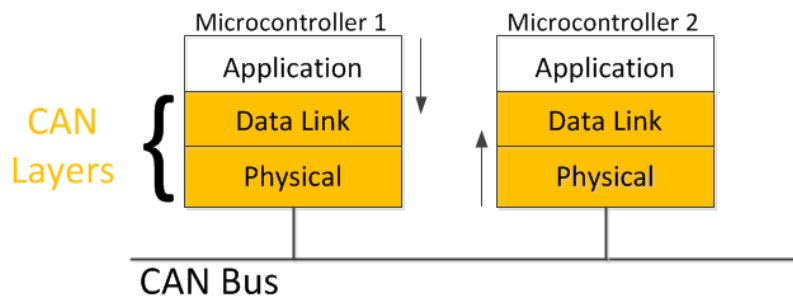 Microcontroller 1
Microcontroller 2
Application
Application
CAN
Layers
Data Link
Data Link
Physical
Physical
CAN Bus